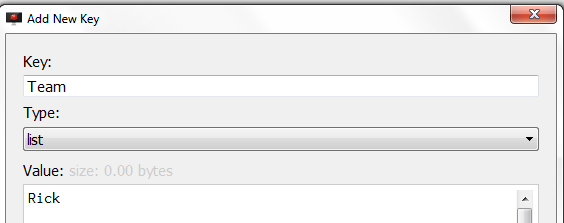 Add New Key
Key:
Team
Type:
list
Value: size: 0.00 bytes
Rick